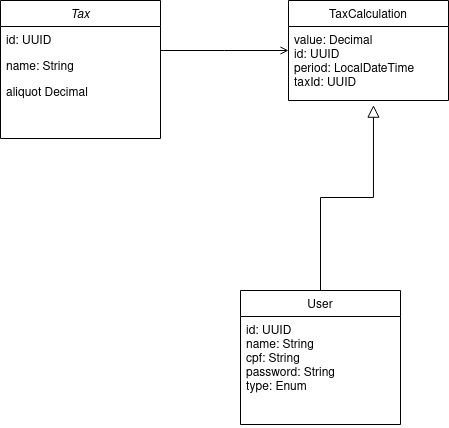 Tax
id: UUID
name: String
aliquot Decimal
TaxCalculation
value: Decimal
id: UUID
period: LocalDateTime
taxId: UUID
User
id: UUID
name: String
cpf: String
password: String
type: Enum